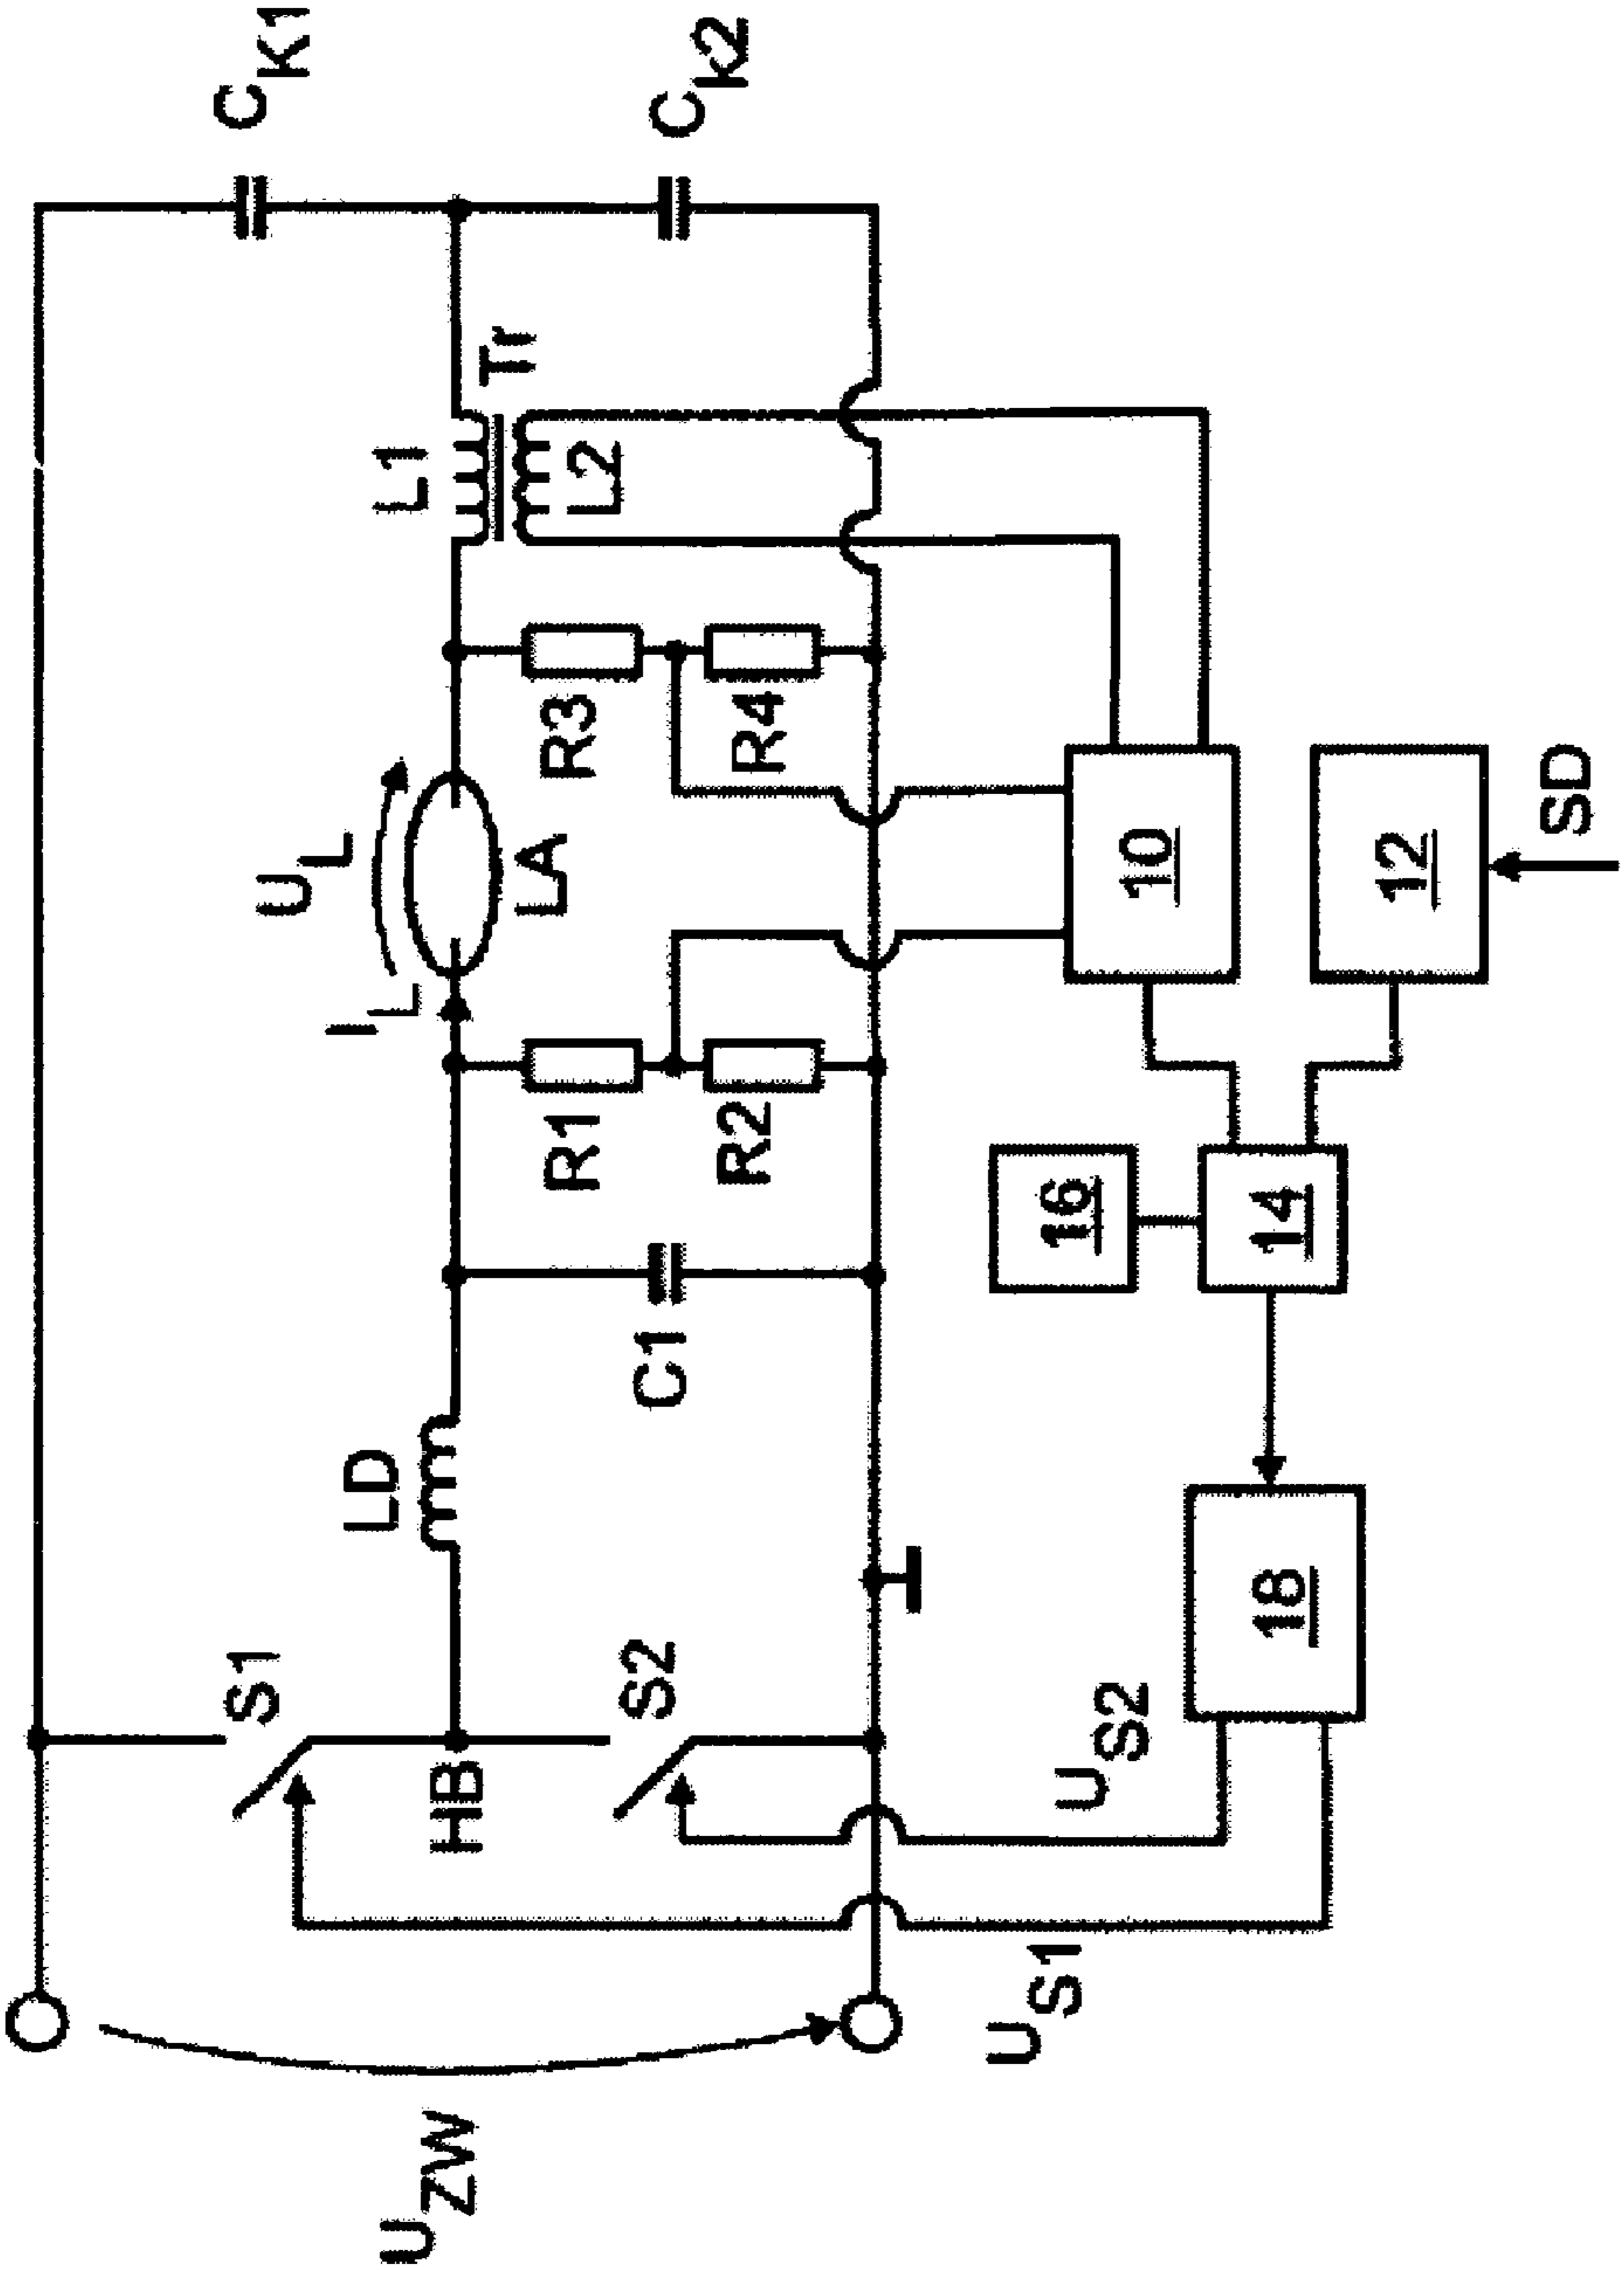 U_ZW
S1
HB
S2
U_S1
U_S2
LD
C1
I_L
U_L
LA
R1
R2
R3
R4
L1
Tr
L2
C_K1
C_k2
10
12
SD
16
14
18